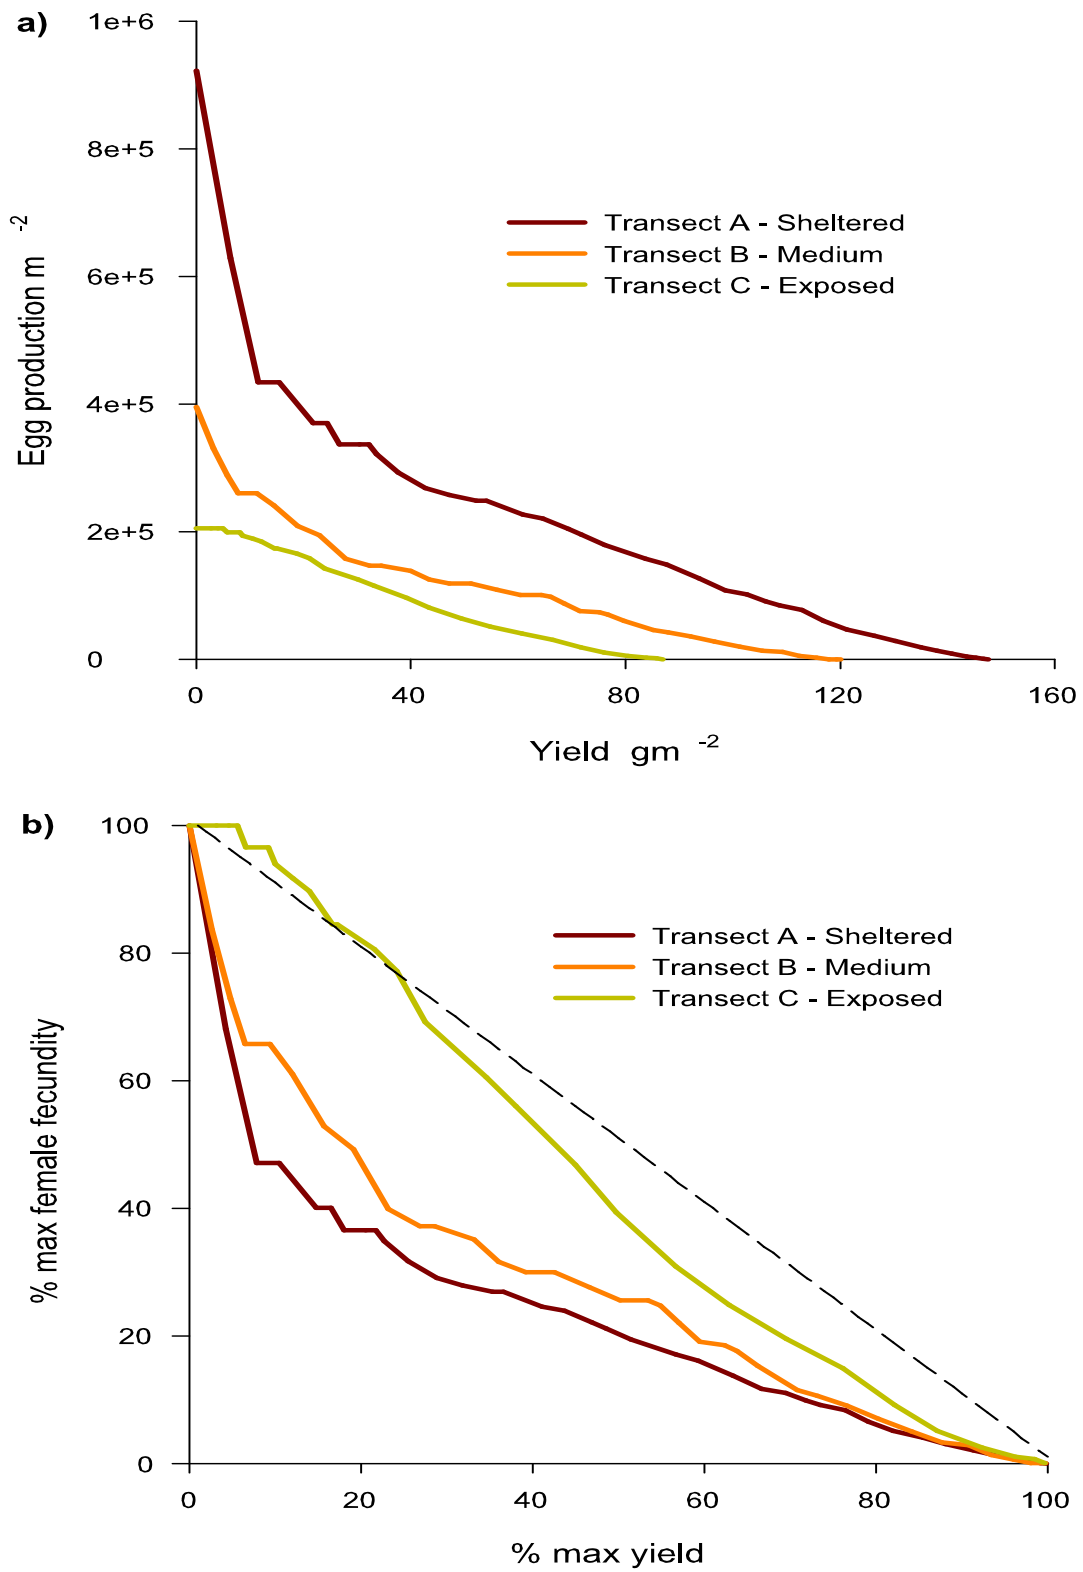 a)
1e+6
8e+5
6e+5
4e+5
2e+5
0
Egg production m -2
Transect A - Sheltered
Transect B - Medium
Transect C - Exposed
0 40 80 120 160
Yield gm -2
b)
100
80
60
40
20
0
% max female fecundity
Transect A - Sheltered
Transect B - Medium
Transect C - Exposed
0 20 40 60 80 100
% max yield